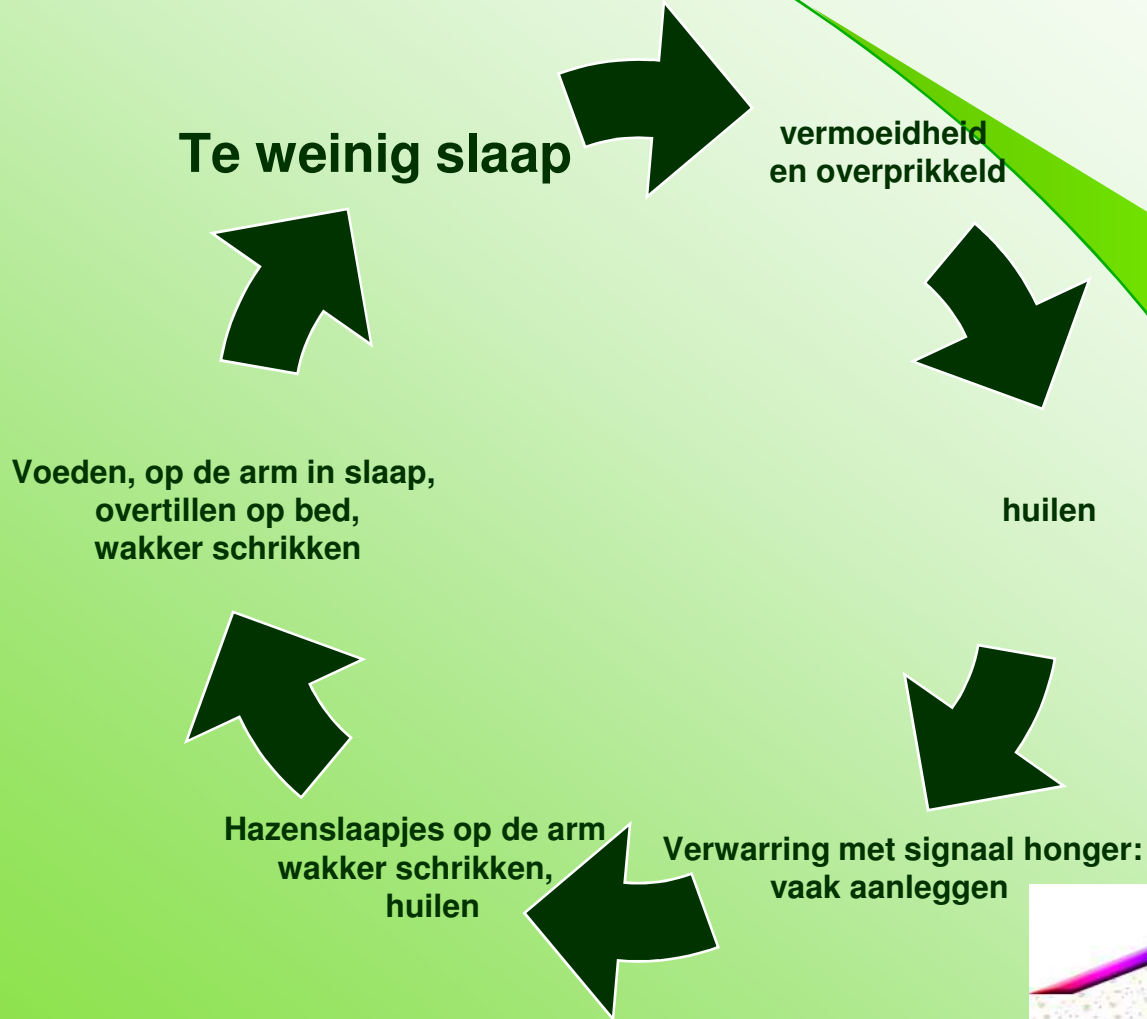 Te weinig slaap
vermoeidheid
en overprikkeld
huilen
Verwarring met signaal honger:
vaak aanleggen
Hazenslaapjes op de arm
wakker schrikken,
huilen
Voeden, op de arm in slaap,
overtillen op bed,
wakker schrikken